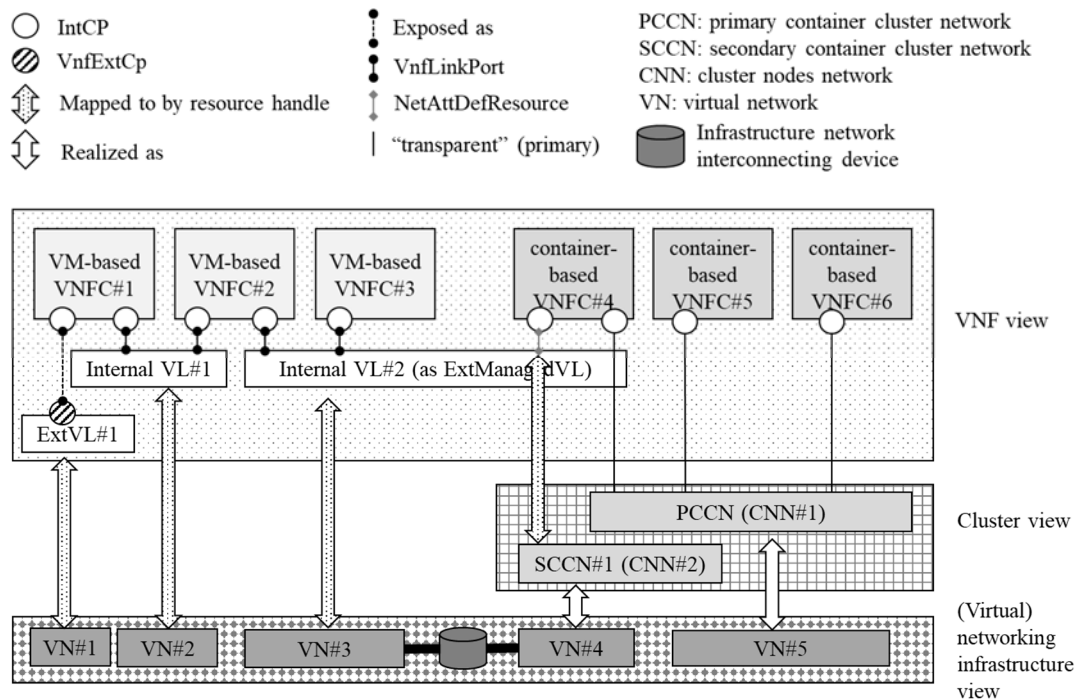 IntCP
VnfExtCp
Mapped to by resource handle
Realized as
Exposed as
VnfLinkPort
NetAttDefResource
“transparent” (primary)
PCCN: primary container cluster network
SCCN: secondary container cluster network
CNN: cluster nodes network
VN: virtual network
Infrastructure network
interconnecting device
VM-based
VNFC#1
VM-based
VNFC#2
VM-based
VNFC#3
container-
based
VNFC#4
container-
based
VNFC#5
container-
based
VNFC#6
VNF view
Internal VL#1
Internal VL#2 (as ExtManagedVL)
ExtVL#1
PCCN (CNN#1)
Cluster view
SCCN#1 (CNN#2)
VN#1
VN#2
VN#3
VN#4
VN#5
(Virtual)
networking
infrastructure
view